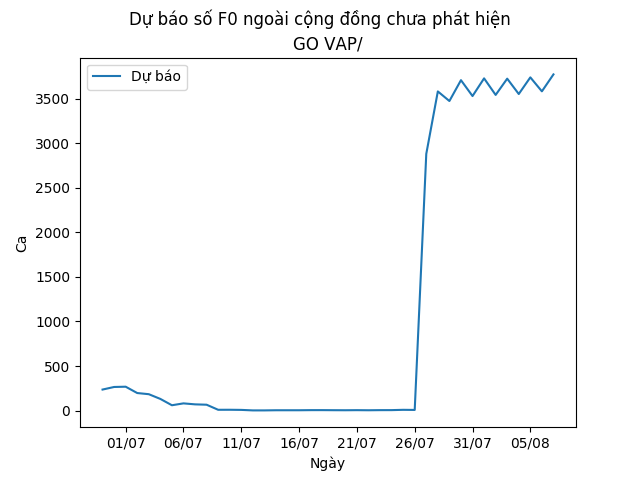 Dự báo số F0 ngoài cộng đồng chưa phát hiện
GO VAP/
Dự báo
Ca
3500
3000
2500
2000
1500
1000
500
0
01/07 06/07 11/07 16/07 21/07 26/07 31/07 05/08
Ngày